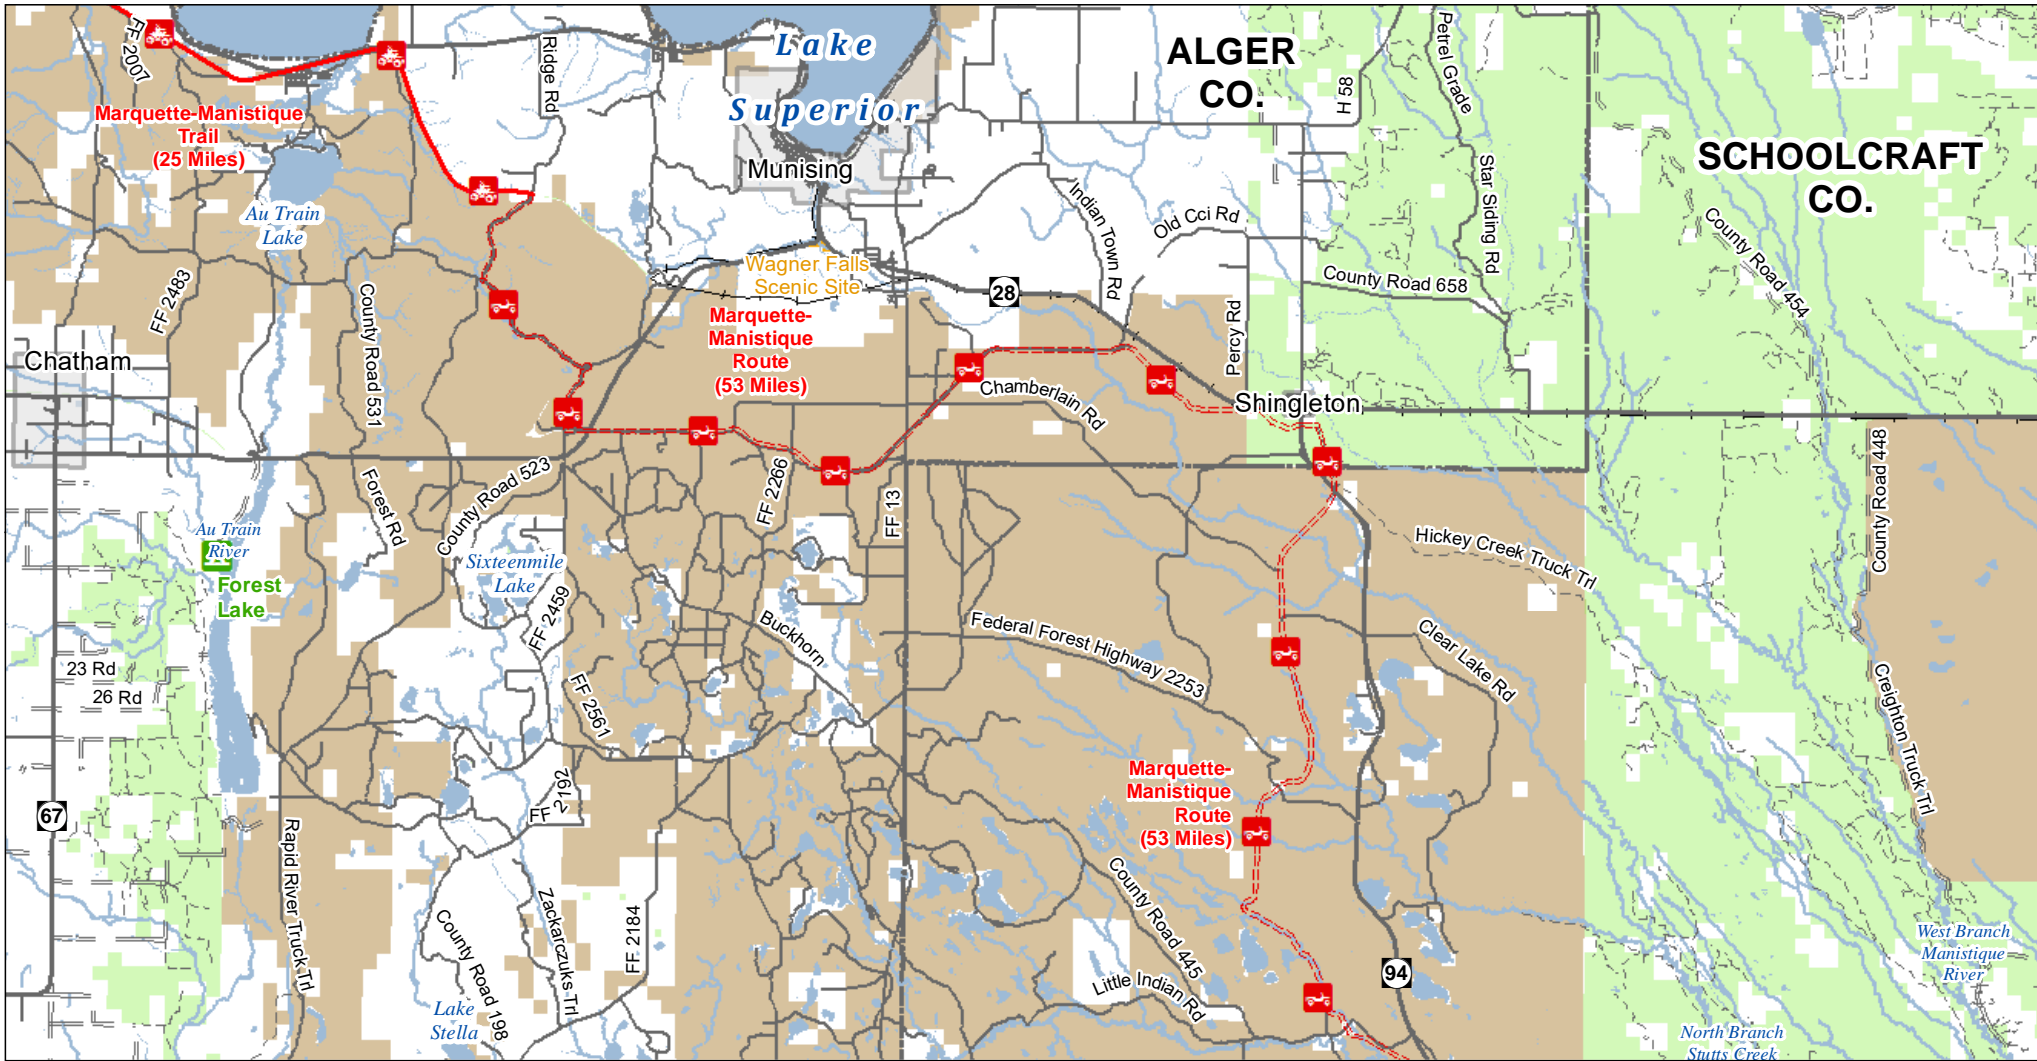 FF 2007
Ridge Rd
Lake
Superior
ALGER
CO.
H 58
Petrel Grade
Marquette-Manistique
Trail
(25 Miles)
SCHOOLCRAFT
CO.
Munising
Star Siding Rd
Au Train
Lake
Indian Town Rd
Old Cci Rd
County Road 454
Wagner Falls
Scenic Site
28
County Road 658
FF 2483
County Road 531
Marquette-
Manistique
Route
(53 Miles)
Percy Rd
Chatham
Chamberlain Rd
Shingleton
County Road 448
Forest Rd
County Road 523
FF 2266
FF 13
Au Train
River
Forest
Lake
Sixteenmile
Lake
Hickey Creek Truck Trl
FF 2459
Buckhorn
Federal Forest Highway 2253
Clear Lake Rd
23 Rd
26 Rd
FF 2561
Creighton Truck Trl
67
FF 2792
Marquette-
Manistique
Route
(53 Miles)
Rapid River Truck Trl
County Road 198
Zackarczuks Trl
FF 2184
County Road 445
Little Indian Rd
94
West Branch
Manistique
River
Lake
Stella
North Branch
Stutts Creek